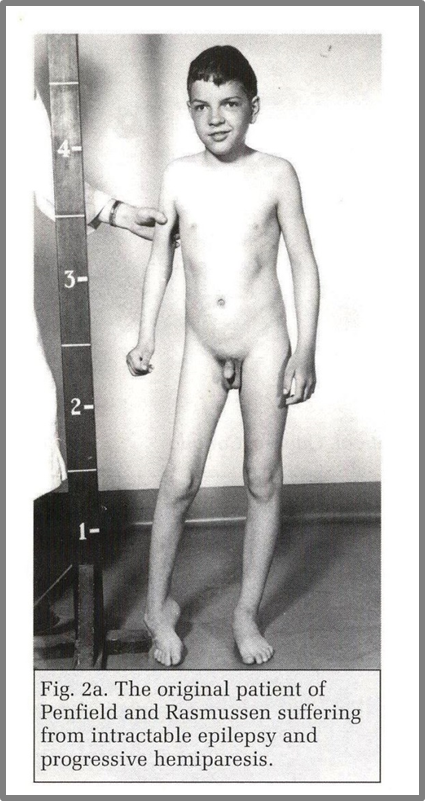 4
3
2
1
Fig. 2a. The original patient of
Penfield and Rasmussen suffering
from intractable epilepsy and
progressive hemiparesis.